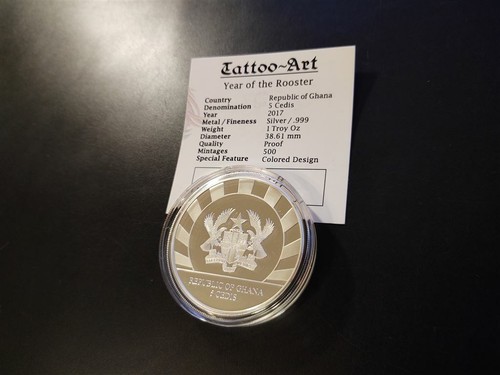 Tattoo~Art
Year of the Rooster
Country Republic of Ghana
Denomination 5 Cedis
Year 2017
Metal / Fineness Silver / .999
Weight 1 Troy Oz
Diameter 38.61 mm
Quality Proof
Mintages 500
Special Feature Colored Design
REPUBLIC OF GHANA
5 CEDIS